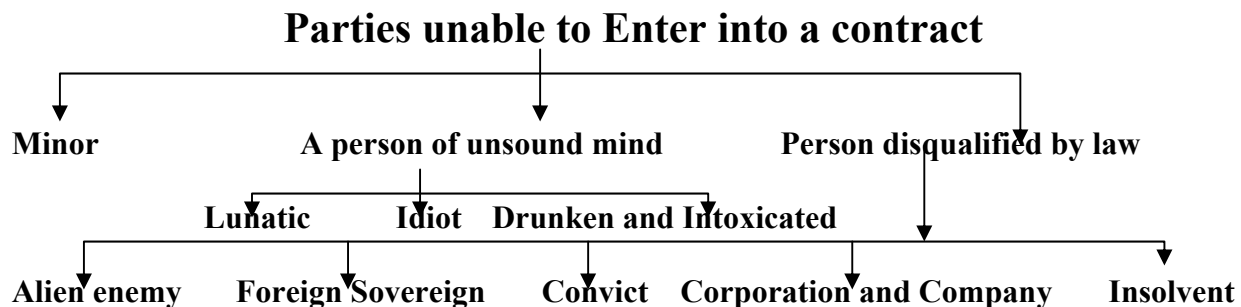 Parties unable to Enter into a contract
Minor A person of unsound mind Person disqualified by law
Lunatic Idiot Drunken and Intoxicated
Alien enemy Foreign Sovereign Convict Corporation and Company Insolvent